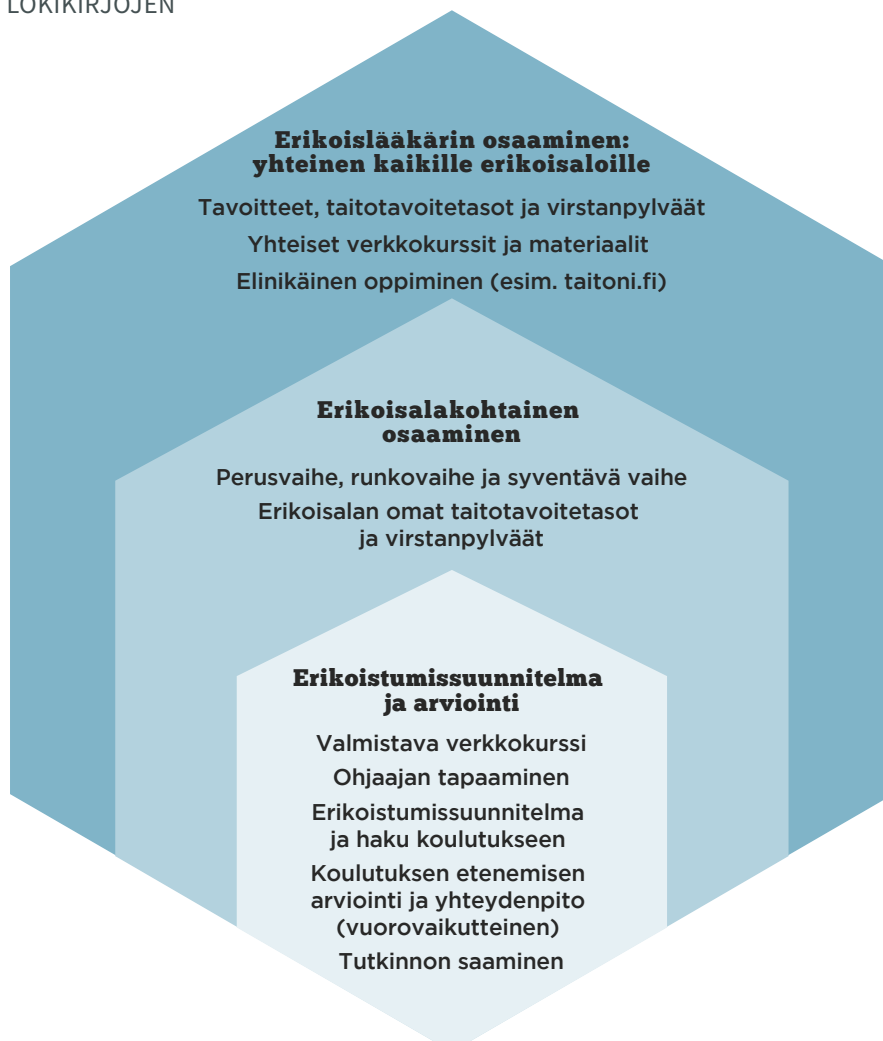 LOKIKIRJOJEN
Erikoislääkärin osaaminen:
yhteinen kaikille erikoisaloille
Tavoitteet, taitotavoitetasot ja virstanpylväät
Yhteiset verkkokurssit ja materiaalit
Elinikäinen oppiminen (esim. taitoni.fi)
Erikoisalakohtainen
osaaminen
Perusvaihe, runkovaihe ja syventävä vaihe
Erikoisalan omat taitotavoitetasot
ja virstanpylväät
Erikoistumissuunnitelma
ja arviointi
Valmistava verkkokurssi
Ohjaajan tapaaminen
Erikoistumissuunnitelma
ja haku koulutukseen
Koulutuksen etenemisen
arviointi ja yhteydenpito
(vuorovaikutteinen)
Tutkinnon saaminen